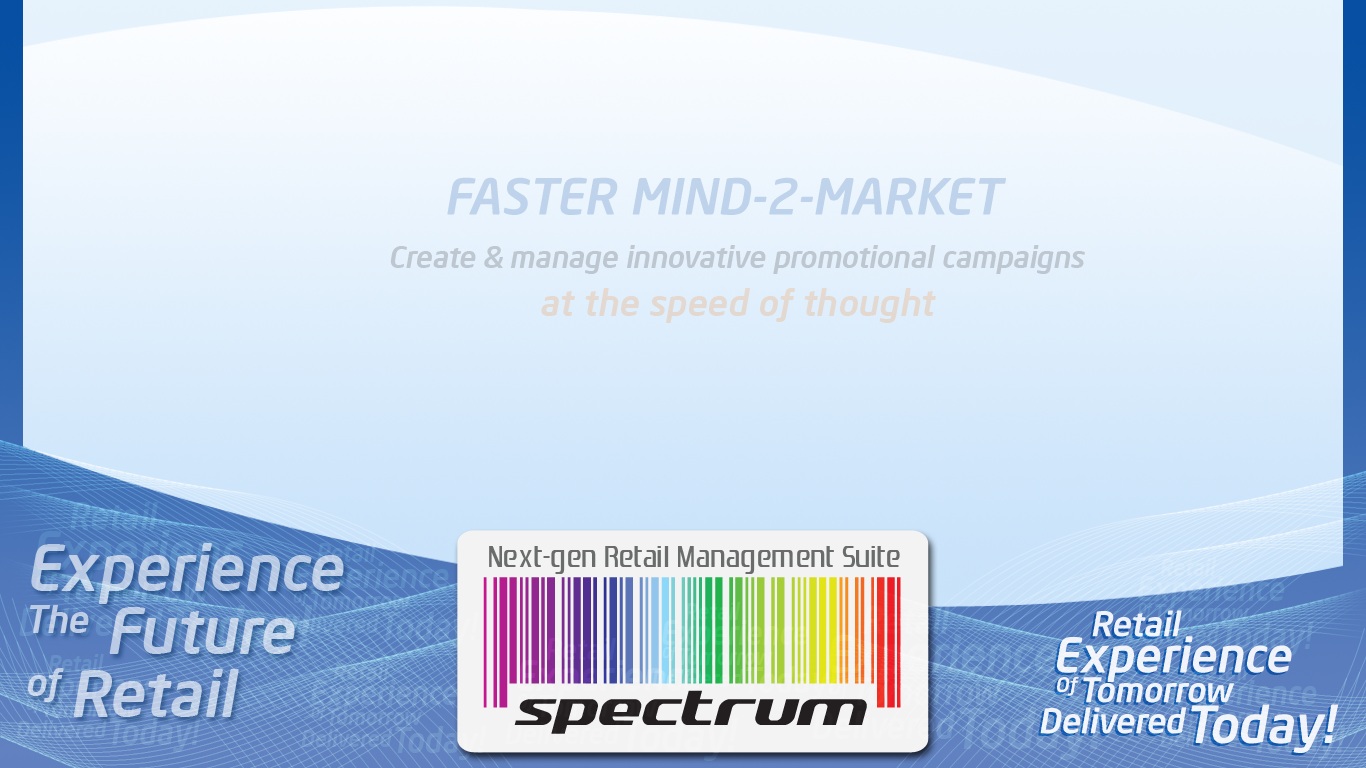 FASTER MIND-2-MARKET
Create & manage innovative promotional campaigns
at the speed of thought
Experience
The Future
of Retail
Next-gen Retail Management Suite
spectrum
Retail
Experience
Of Tomorrow
Delivered Today!